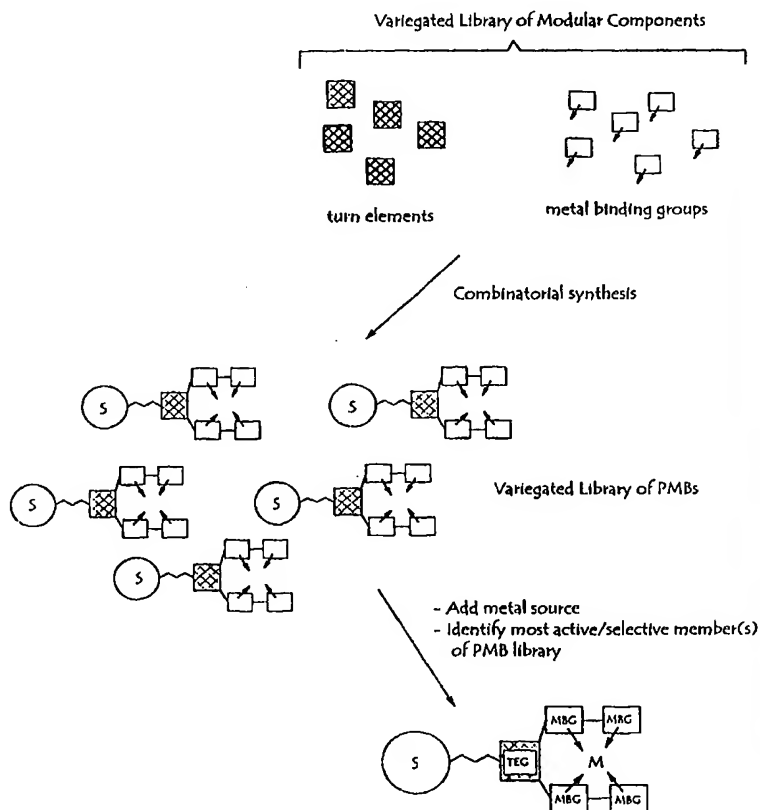 Variegated Library of Modular Components
turn elements
metal binding groups
Combinatorial synthesis
S
S
Variegated Library of PMBs
S
S
S
- Add metal source
- Identify most active/selective member(s)
of PMB library
MBG MBG
S TEG M
MBG MBG